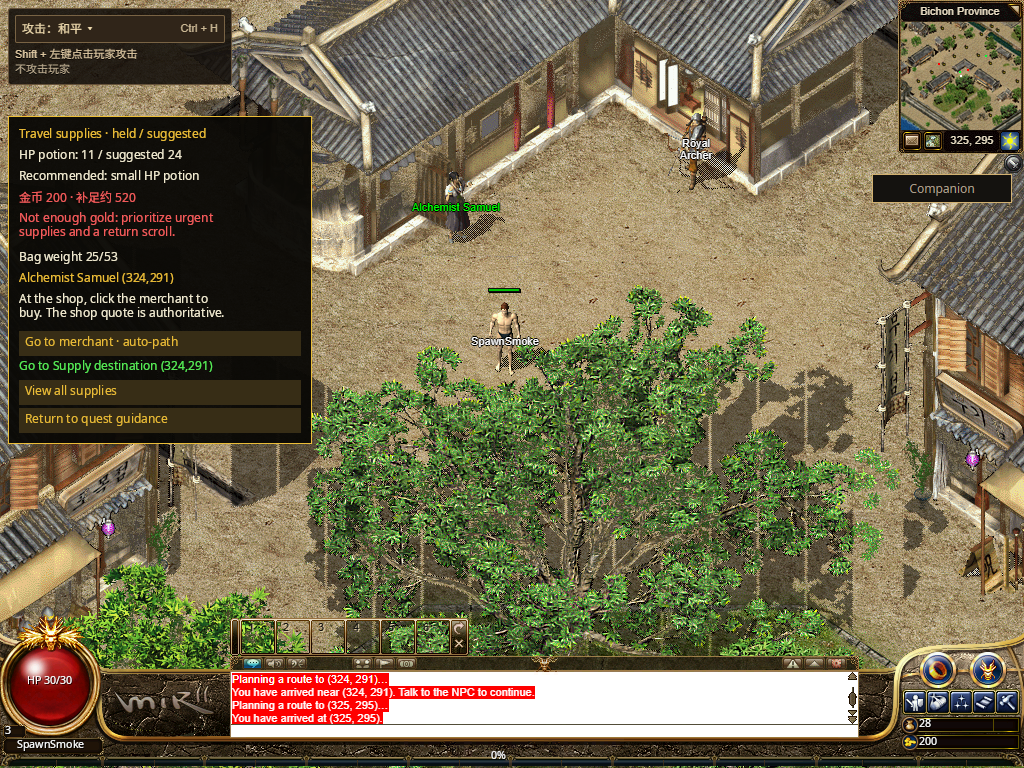 攻击: 和平
Ctrl + H
Shift + 左键点击玩家攻击
不攻击玩家
Bichon Province
325, 295
Companion
Travel supplies · held / suggested
HP potion: 11 / suggested 24
Recommended: small HP potion
金币 200 · 补足约 520
Not enough gold: prioritize urgent
supplies and a return scroll.
Bag weight 25/53
Alchemist Samuel (324,291)
At the shop, click the merchant to
buy. The shop quote is authoritative.
Go to merchant · auto-path
Go to Supply destination (324,291)
View all supplies
Return to quest guidance
Royal
Archer
Alchemist Samuel
SpawnSmoke
2
3
4
Planning a route to (324, 291)...
You have arrived near (324, 291). Talk to the NPC to continue.
Planning a route to (325, 295)...
You have arrived at (325, 295).
HP 30/30
3
SpawnSmoke
0%
28
200